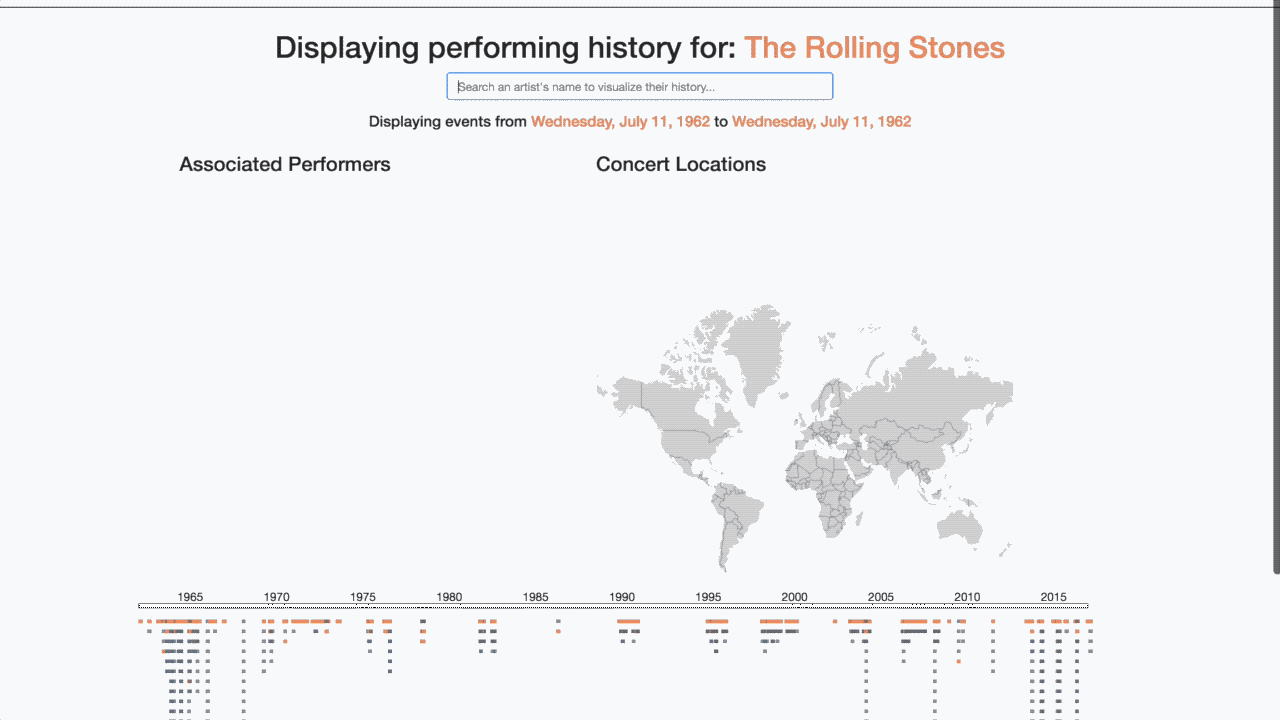 Displaying performing history for: The Rolling Stones
Search an artist's name to visualize their history...
Displaying events from Wednesday, July 11, 1962 to Wednesday, July 11, 1962
Associated Performers
Concert Locations
1965 1970 1975 1980 1985 1990 1995 2000 2005 2010 2015